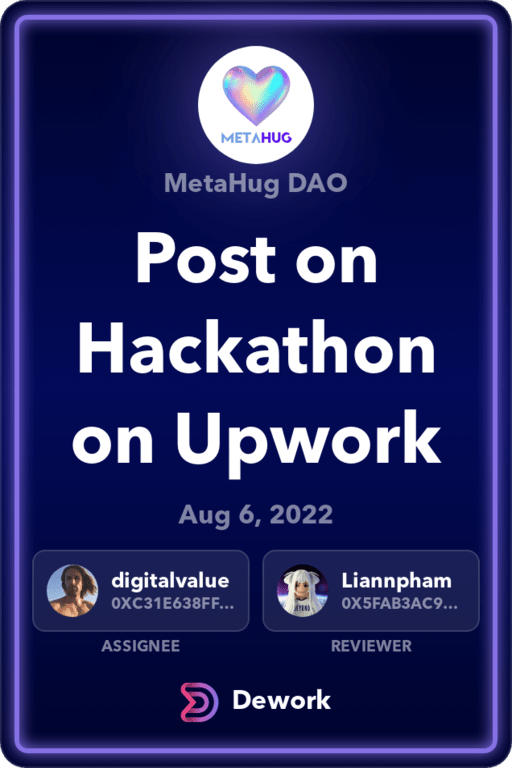 METAHUG
MetaHug DAO
Post on
Hackathon
on Upwork
Aug 6, 2022
digitalvalue
0XC31E638FF...
ASSIGNEE
Liannpham
0X5FAB3AC9...
REVIEWER
Dework